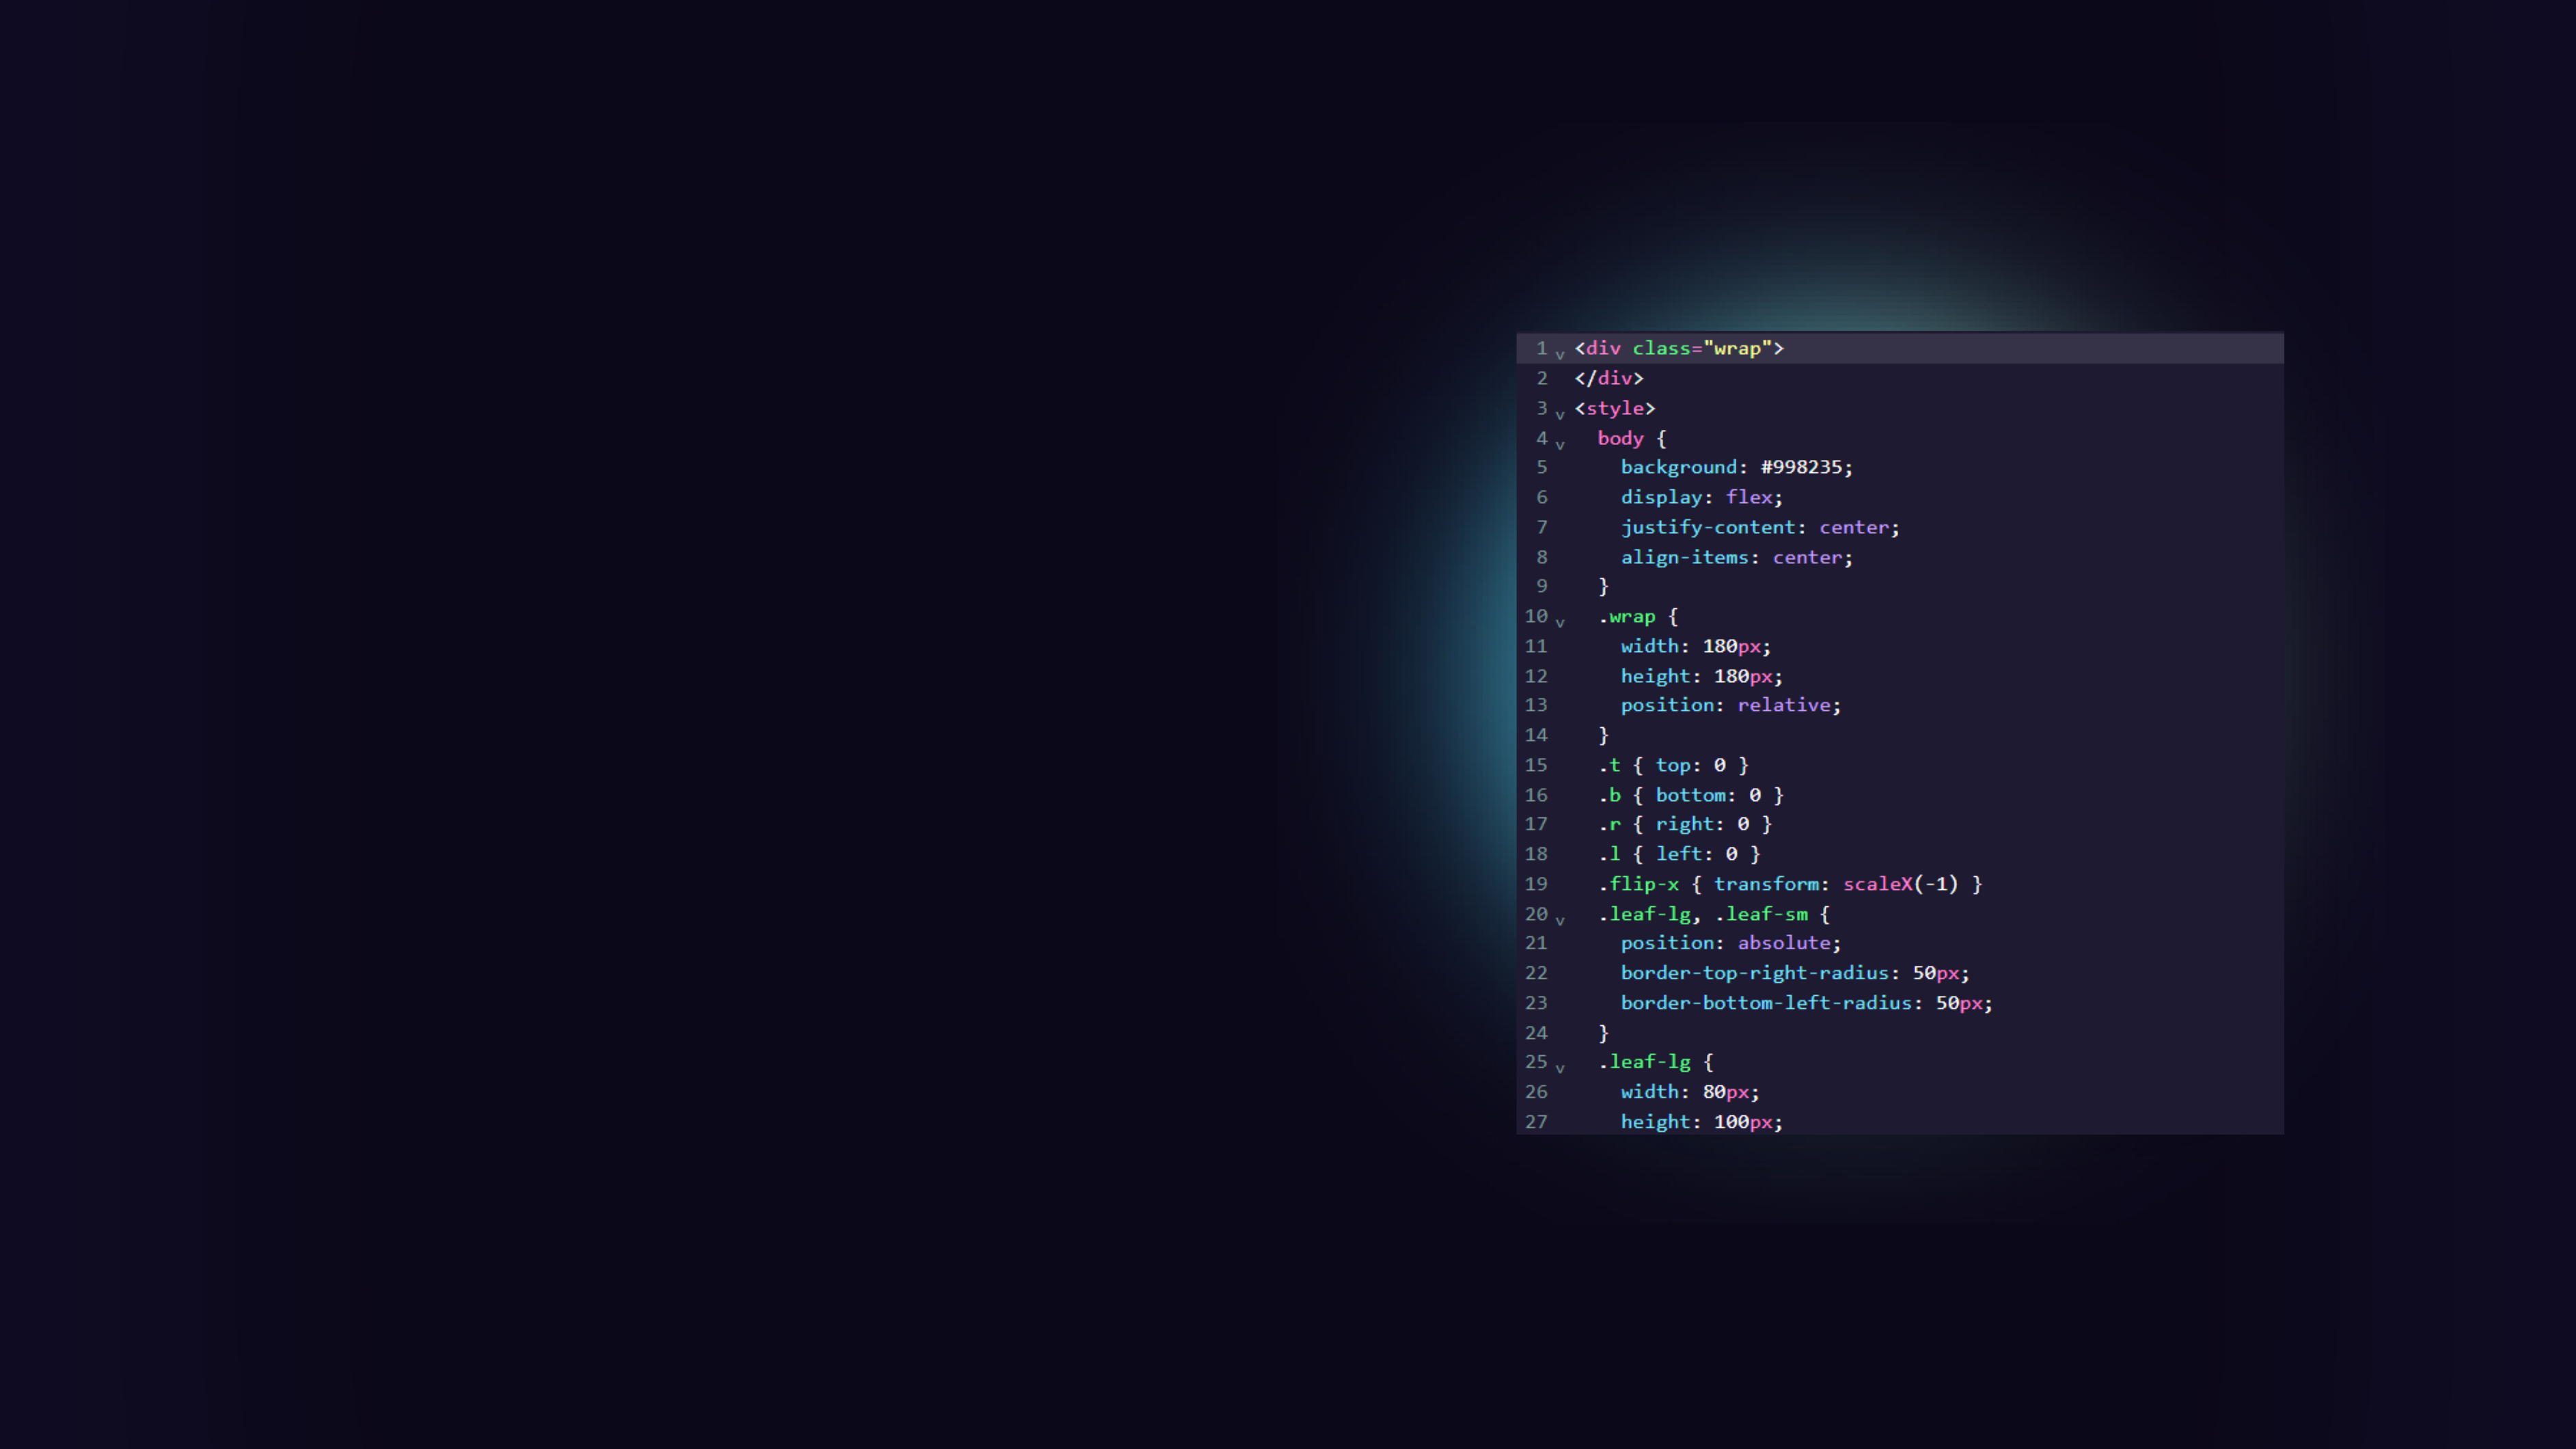 1 v <div class="wrap">
2 </div>
3 v <style>
4 v body {
5 background: #998235;
6 display: flex;
7 justify-content: center;
8 align-items: center;
9 }
10 v .wrap {
11 width: 180px;
12 height: 180px;
13 position: relative;
14 }
15 .t { top: 0 }
16 .b { bottom: 0 }
17 .r { right: 0 }
18 .l { left: 0 }
19 .flip-x { transform: scaleX(-1) }
20 v .leaf-lg, .leaf-sm {
21 position: absolute;
22 border-top-right-radius: 50px;
23 border-bottom-left-radius: 50px;
24 }
25 v .leaf-lg {
26 width: 80px;
27 height: 100px;